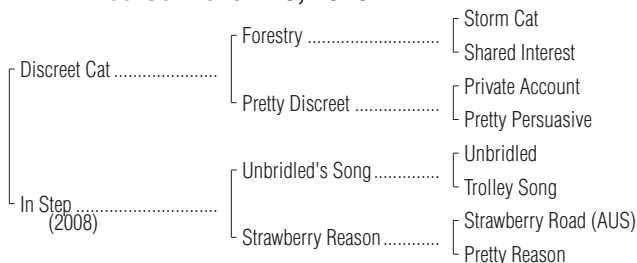 Storm Cat
Forestry
Shared Interest
Discreet Cat
Private Account
Pretty Discreet
Pretty Persuasive
Unbridled
Unbridled's Song
Trolley Song
In Step
(2008)
Strawberry Road (AUS)
Strawberry Reason
Pretty Reason